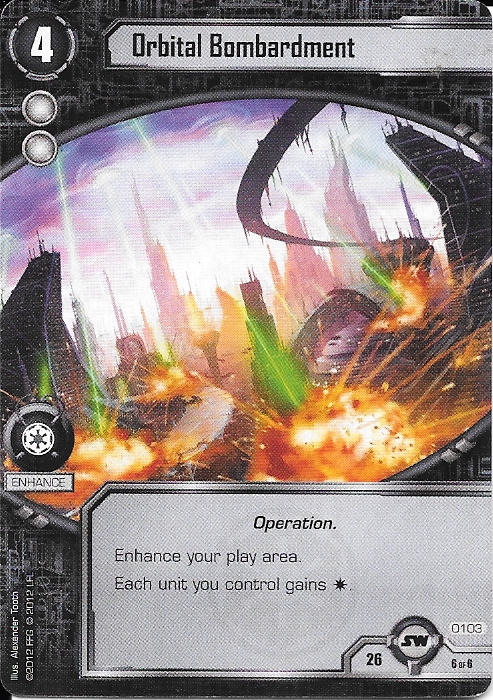 4
Orbital Bombardment
ENHANCE
Operation.
Enhance your play area.
Each unit you control gains ✷.
Illus. Alexander Tooth
©2012 FFG © 2012 LFL
0103
SW
26
6 OF 6